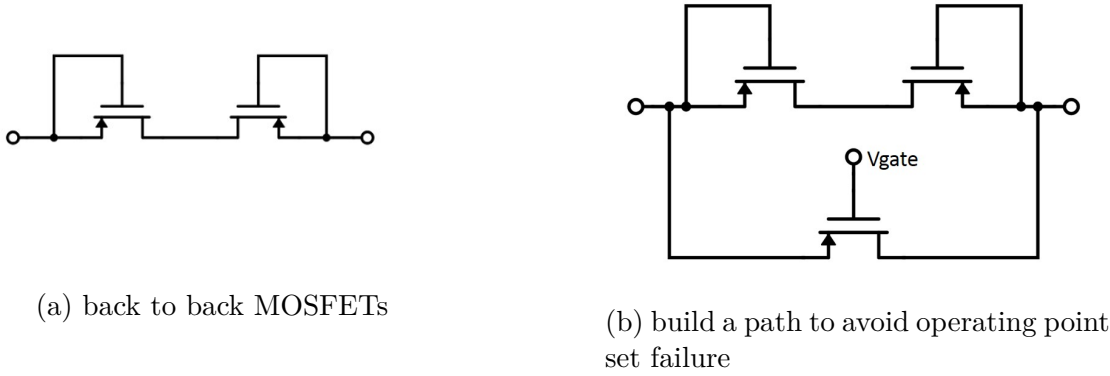 Vgate
(a) back to back MOSFETs
(b) build a path to avoid operating point
set failure